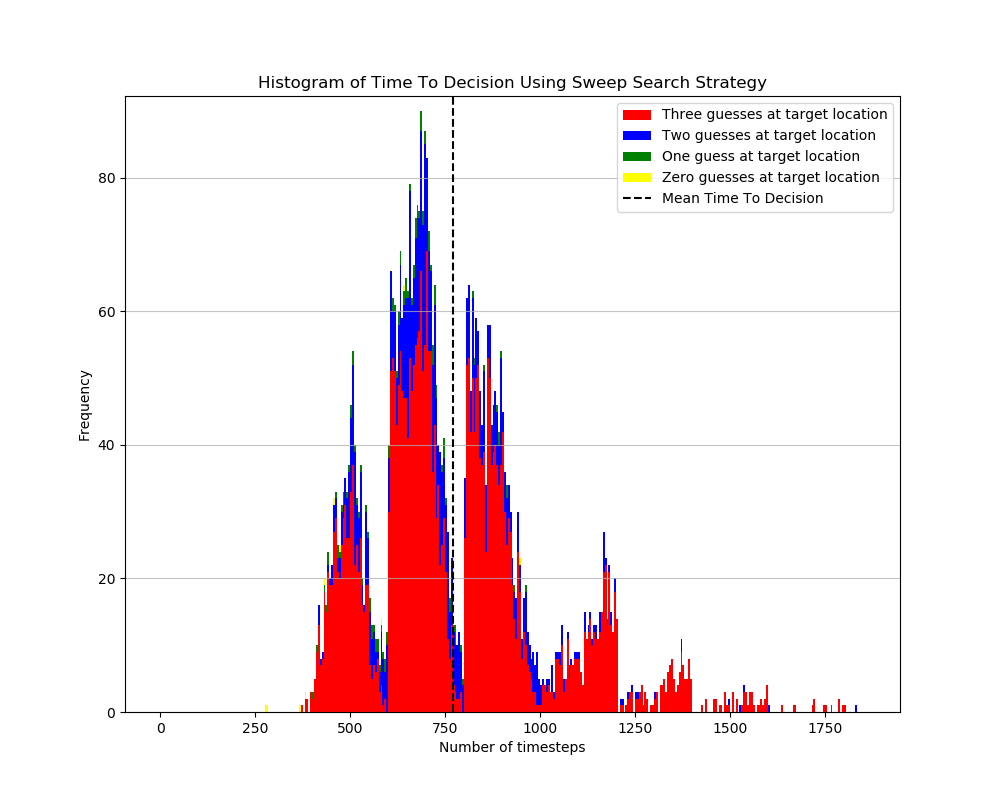 Histogram of Time To Decision Using Sweep Search Strategy
Three guesses at target location
Two guesses at target location
One guess at target location
Zero guesses at target location
Mean Time To Decision
80
60
40
20
0
Frequency
0 250 500 750 1000 1250 1500 1750
Number of timesteps